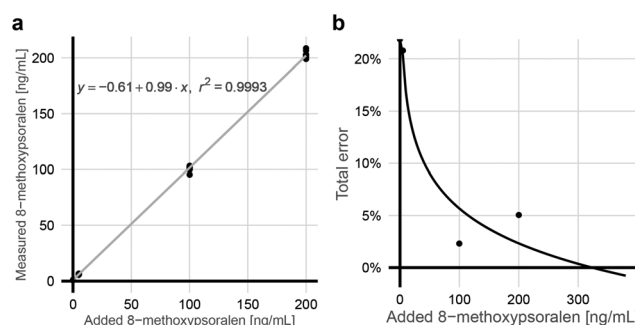 a
Measured 8−methoxypsoralen [ng/mL]
200
150
100
50
0
y = −0.61 + 0.99 · x, r² = 0.9993
0 50 100 150 200
Added 8−methoxypsoralen [ng/mL]
b
Total error
20%
15%
10%
5%
0%
0 100 200 300
Added 8−methoxypsoralen [ng/mL